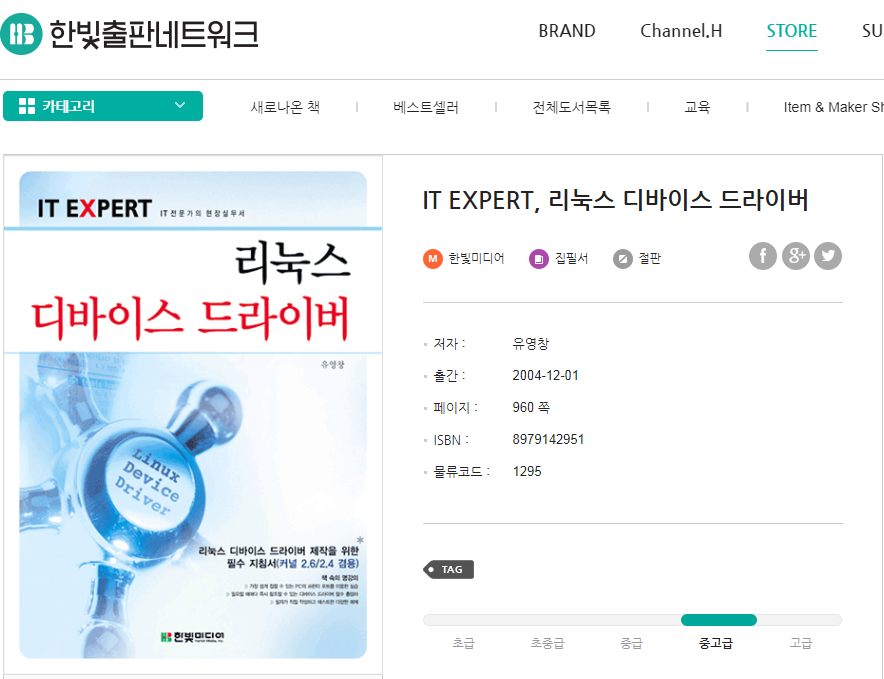 한빛출판네트워크
BRAND Channel.H STORE SU
카테고리 새로나온 책 베스트셀러 전체도서목록 교육 Item & Maker Sh
IT EXPERT IT 전문가의 현장실무서
리눅스
디바이스 드라이버
유영창
Linux
Device
Driver
리눅스 디바이스 드라이버 제작을 위한
필수 지침서(커널 2.6/2.4 겸용)
책 속의 명강의
한빛미디어
IT EXPERT, 리눅스 디바이스 드라이버
M 한빛미디어 집필서 절판
저자 : 유영창
출간 : 2004-12-01
페이지 : 960 쪽
ISBN : 8979142951
물류코드 : 1295
TAG
초급 초중급 중급 중고급 고급